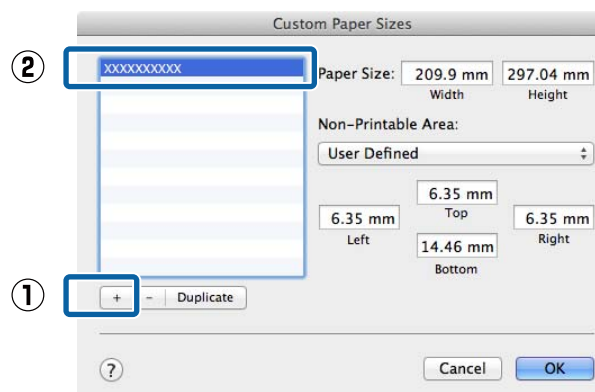 Custom Paper Sizes
②
XXXXXXXXXX
Paper Size: 209.9 mm 297.04 mm
Width Height
Non-Printable Area:
User Defined
6.35 mm
Top
6.35 mm 6.35 mm
Left Right
14.46 mm
Bottom
①
+ - Duplicate
?
Cancel OK